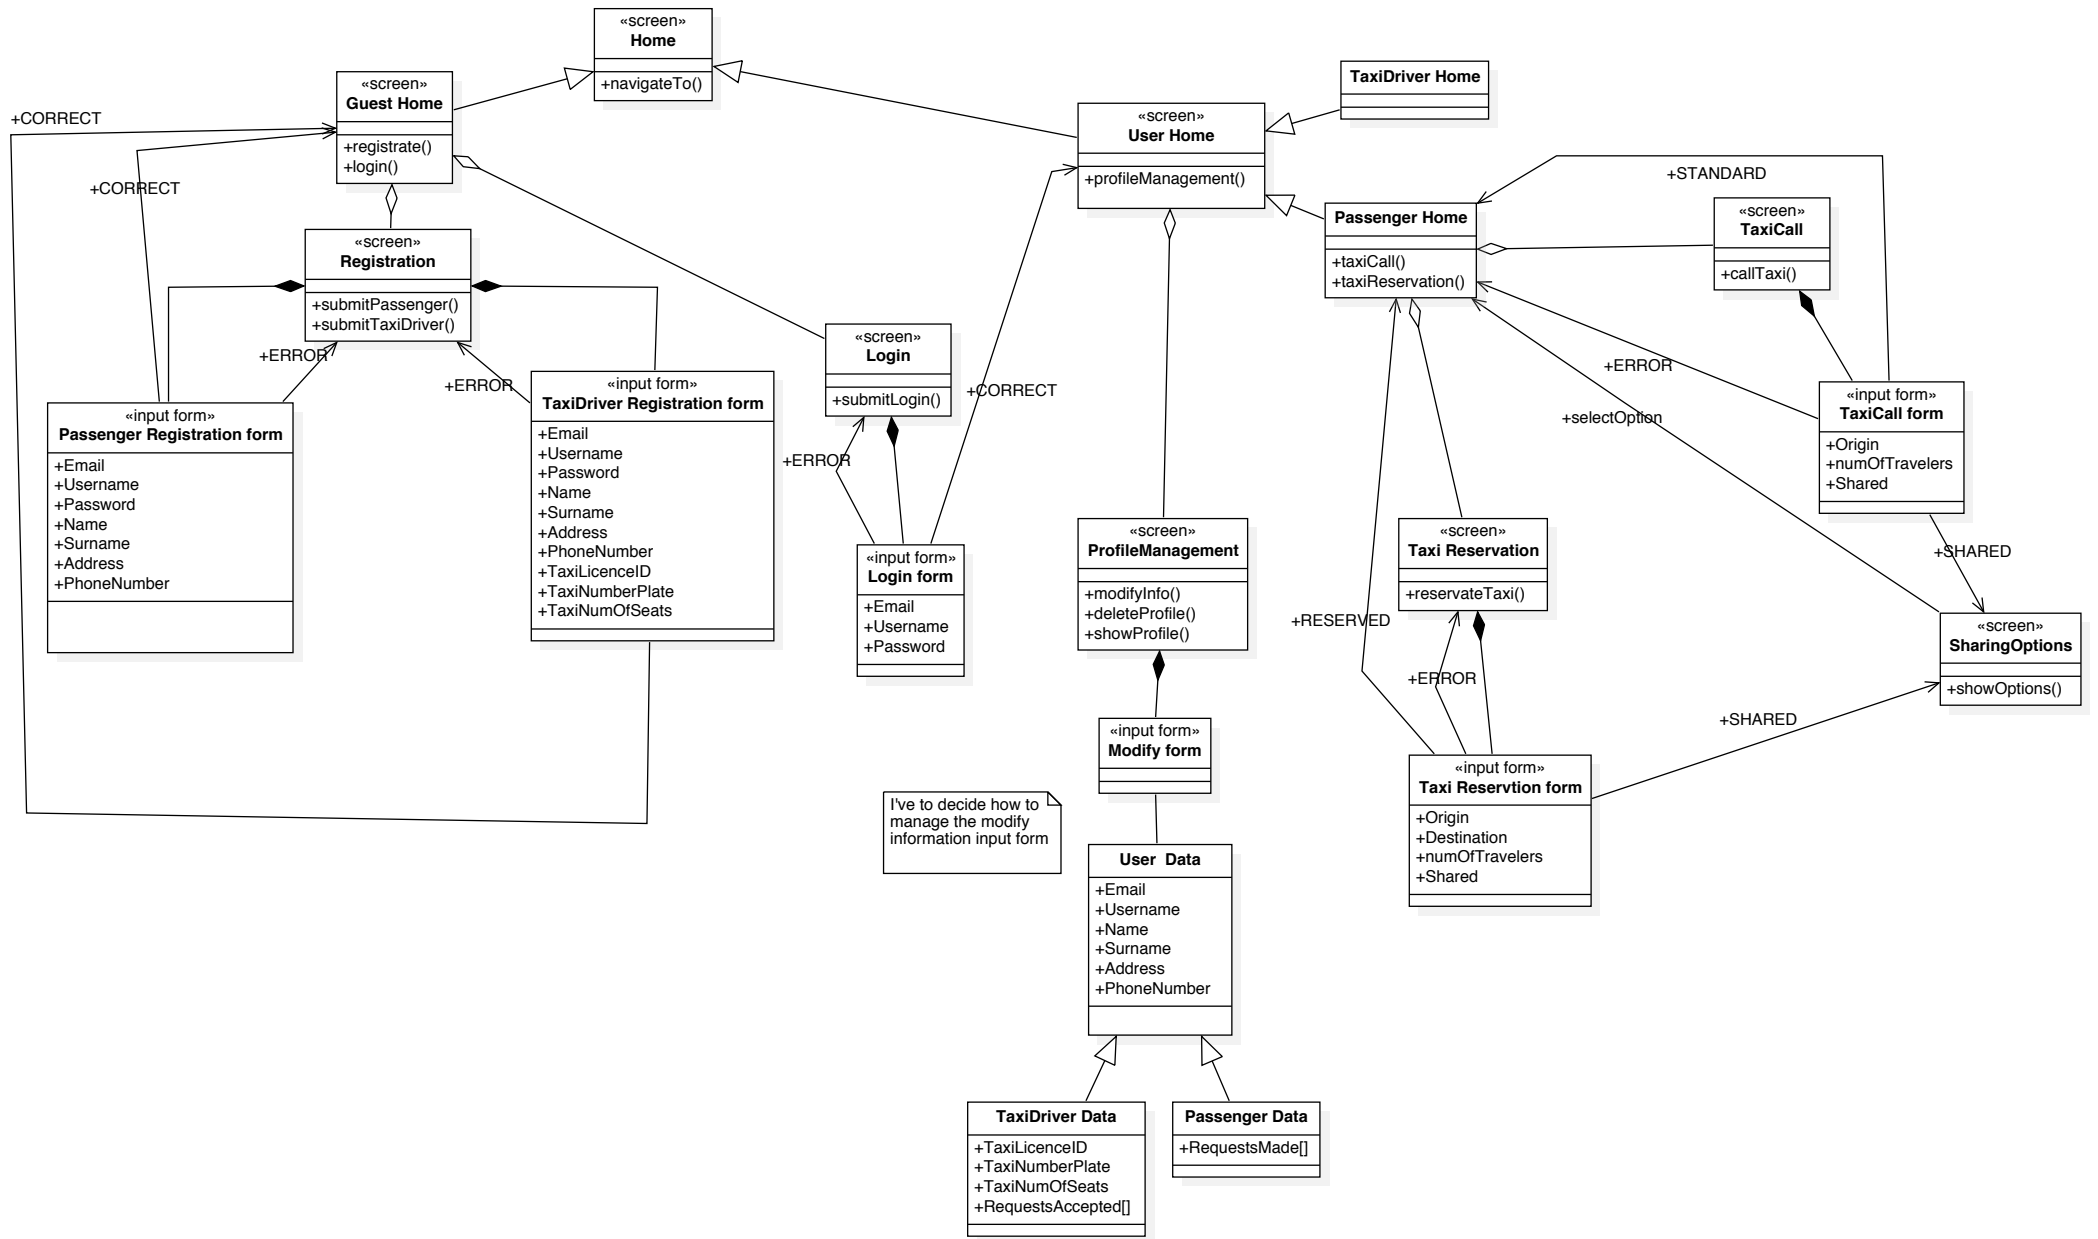 «screen»
Home
+navigateTo()
«screen»
Guest Home
+registrate()
+login()
+CORRECT
+CORRECT
«screen»
Registration
+submitPassenger()
+submitTaxiDriver()
+ERROR
+ERROR
«input form»
Passenger Registration form
+Email
+Username
+Password
+Name
+Surname
+Address
+PhoneNumber
«input form»
TaxiDriver Registration form
+Email
+Username
+Password
+Name
+Surname
+Address
+PhoneNumber
+TaxiLicenceID
+TaxiNumberPlate
+TaxiNumOfSeats
«screen»
Login
+submitLogin()
+ERROR
+CORRECT
«input form»
Login form
+Email
+Username
+Password
«screen»
User Home
+profileManagement()
TaxiDriver Home
Passenger Home
+taxiCall()
+taxiReservation()
+STANDARD
«screen»
TaxiCall
+callTaxi()
+ERROR
+selectOption
«input form»
TaxiCall form
+Origin
+numOfTravelers
+Shared
+SHARED
«screen»
SharingOptions
+showOptions()
«screen»
ProfileManagement
+modifyInfo()
+deleteProfile()
+showProfile()
«screen»
Taxi Reservation
+reservateTaxi()
+RESERVED
+ERROR
+SHARED
«input form»
Taxi Reservtion form
+Origin
+Destination
+numOfTravelers
+Shared
«input form»
Modify form
I've to decide how to
manage the modify
information input form
User  Data
+Email
+Username
+Name
+Surname
+Address
+PhoneNumber
TaxiDriver Data
+TaxiLicenceID
+TaxiNumberPlate
+TaxiNumOfSeats
+RequestsAccepted[]
Passenger Data
+RequestsMade[]